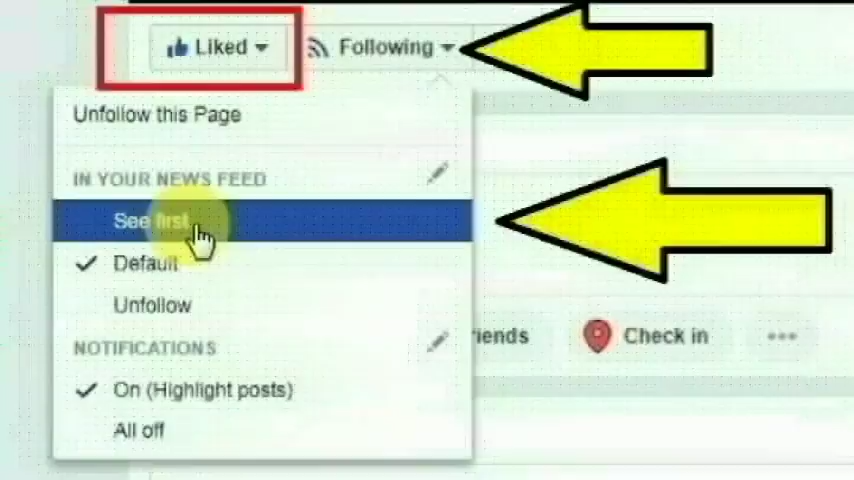 Liked Following
Unfollow this Page
IN YOUR NEWS FEED
See first
Default
Unfollow
NOTIFICATIONS
Check in
On (Highlight posts)
All off